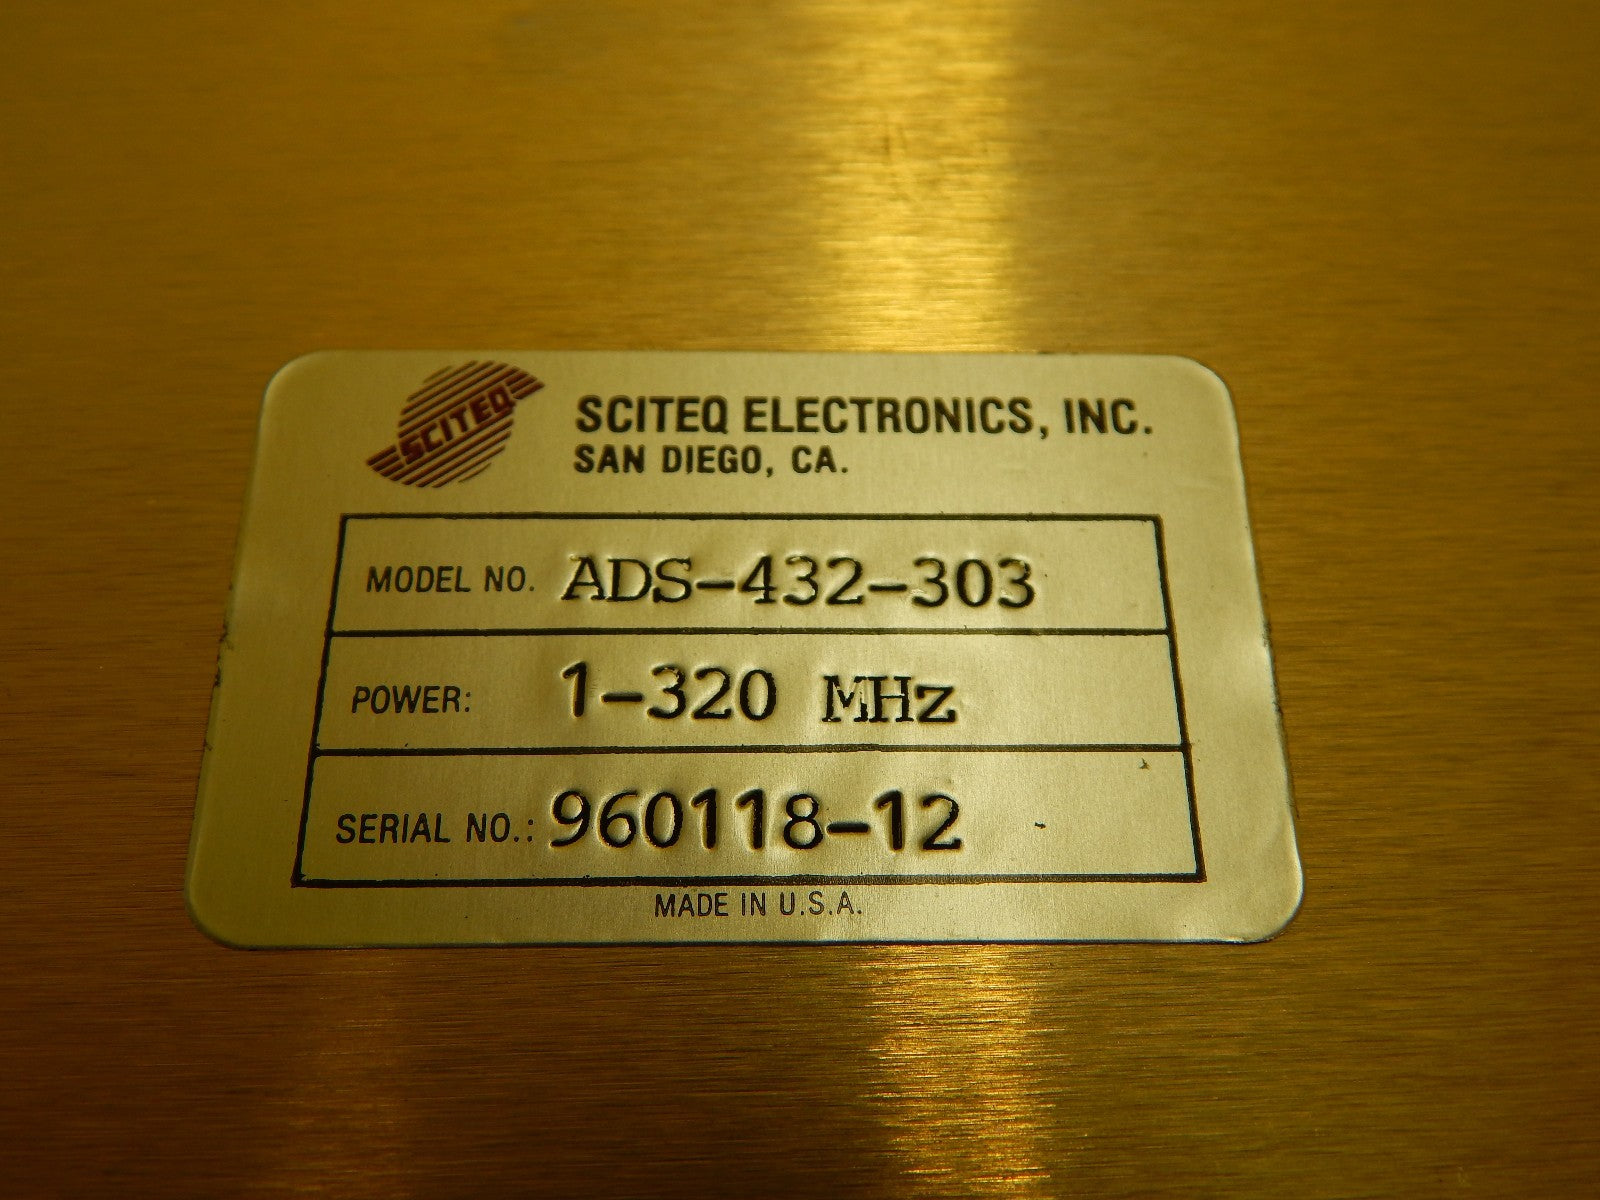 SCITEQ
SCITEQ ELECTRONICS, INC.
SAN DIEGO, CA.
MODEL NO. ADS-432-303
POWER: 1-320 MHz
SERIAL NO.: 960118-12
MADE IN U.S.A.